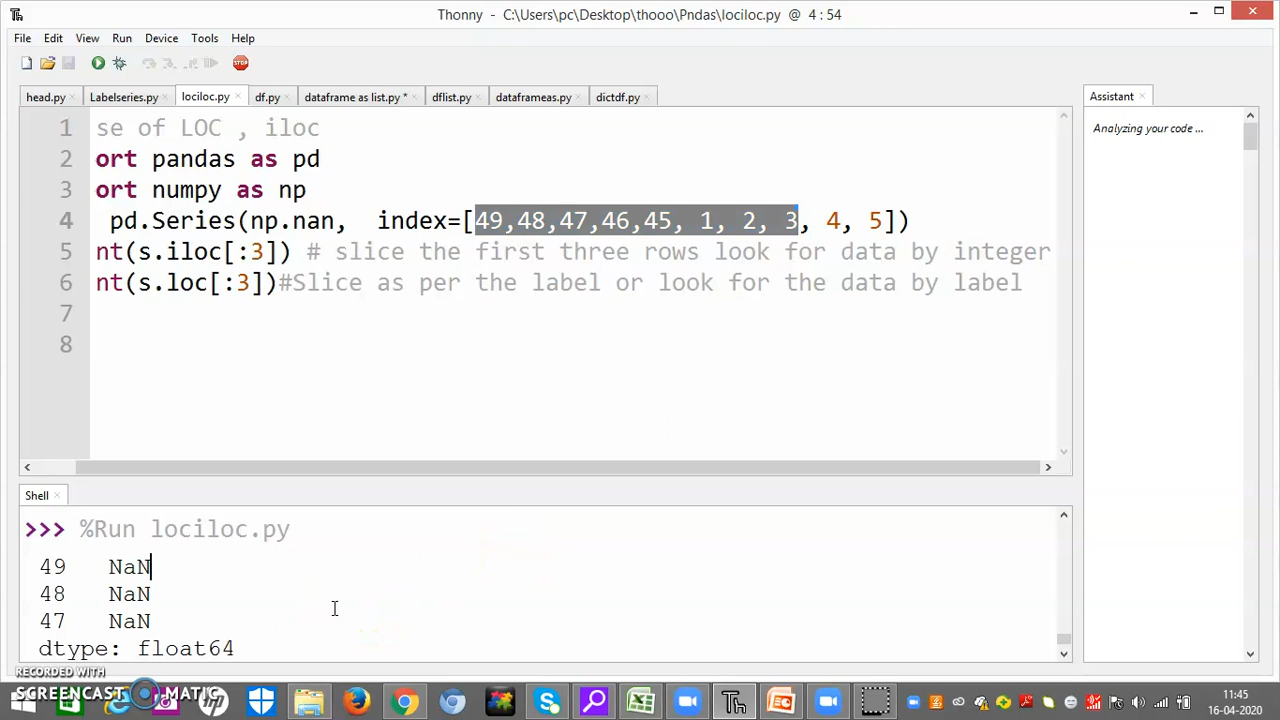 Thonny - C:\Users\pc\Desktop\thooo\Pndas\lociloc.py @ 4 : 54
File Edit View Run Device Tools Help
STOP
head.py Labelseries.py lociloc.py df.py dataframe as list.py * dflist.py dataframeas.py dictdf.py
Assistant
Analyzing your code ...
1 se of LOC , iloc
2 ort pandas as pd
3 ort numpy as np
4 pd.Series(np.nan,  index=[49,48,47,46,45, 1, 2, 3, 4, 5])
5 nt(s.iloc[:3]) # slice the first three rows look for data by integer
6 nt(s.loc[:3])#Slice as per the label or look for the data by label
7
8
Shell
>>> %Run lociloc.py
49 NaN
48 NaN
47 NaN
dtype: float64
RECORDED WITH
SCREENCAST MATIC
11:45
16-04-2020